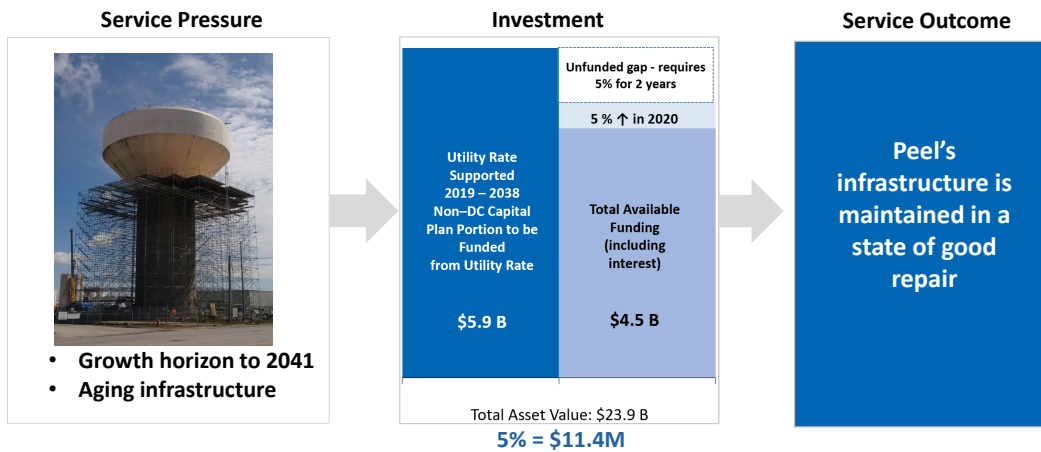 Service Pressure
• Growth horizon to 2041
• Aging infrastructure
Investment
Utility Rate
Supported
2019 – 2038
Non–DC Capital
Plan Portion to be
Funded
from Utility Rate
$5.9 B
Unfunded gap - requires
5% for 2 years
5 % ↑ in 2020
Total Available
Funding
(including
interest)
$4.5 B
Total Asset Value: $23.9 B
5% = $11.4M
Service Outcome
Peel's
infrastructure is
maintained in a
state of good
repair